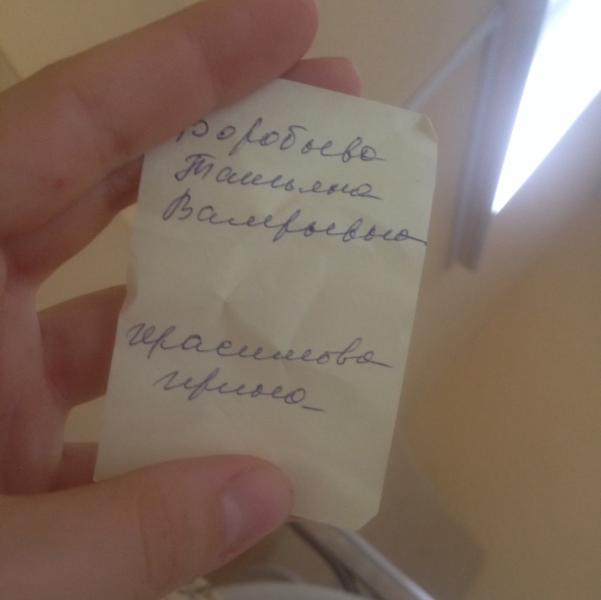 Воробьева
Татьяна
Валерьевна
Герасимова
Ирина